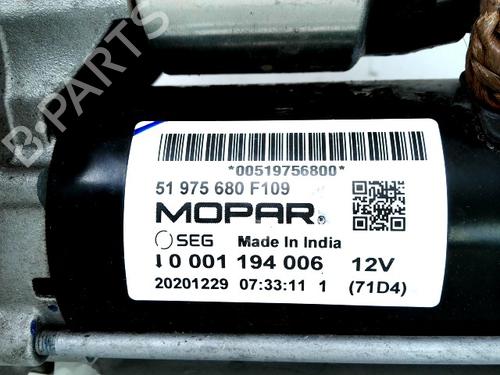 B-PARTS
*00519756800*
51 975 680 F109
MOPAR®
SEG Made In India
0 001 194 006 12V
20201229 07:33:11 1 (71D4)